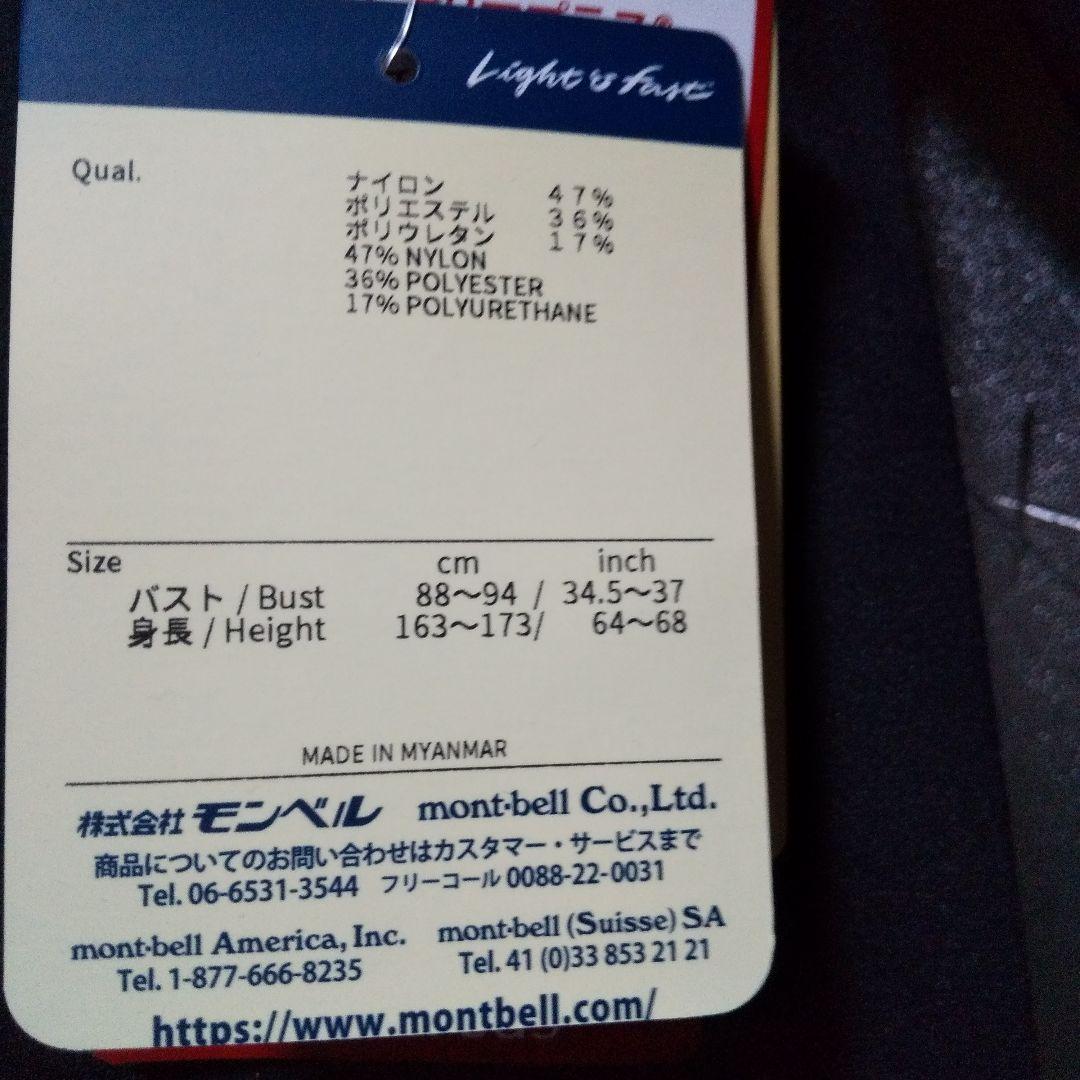 Light & Fast
Qual.
ナイロン 47%
ポリエステル 36%
ポリウレタン 17%
47% NYLON
36% POLYESTER
17% POLYURETHANE
Size cm inch
バスト / Bust 88～94 / 34.5～37
身長 / Height 163～173/ 64～68
MADE IN MYANMAR
株式会社 モンベル mont-bell Co.,Ltd.
商品についてのお問い合わせはカスタマー・サービスまで
Tel. 06-6531-3544 フリーコール 0088-22-0031
mont-bell America, Inc. mont-bell (Suisse) SA
Tel. 1-877-666-8235 Tel. 41 (0)33 853 21 21
https://www.montbell.com/